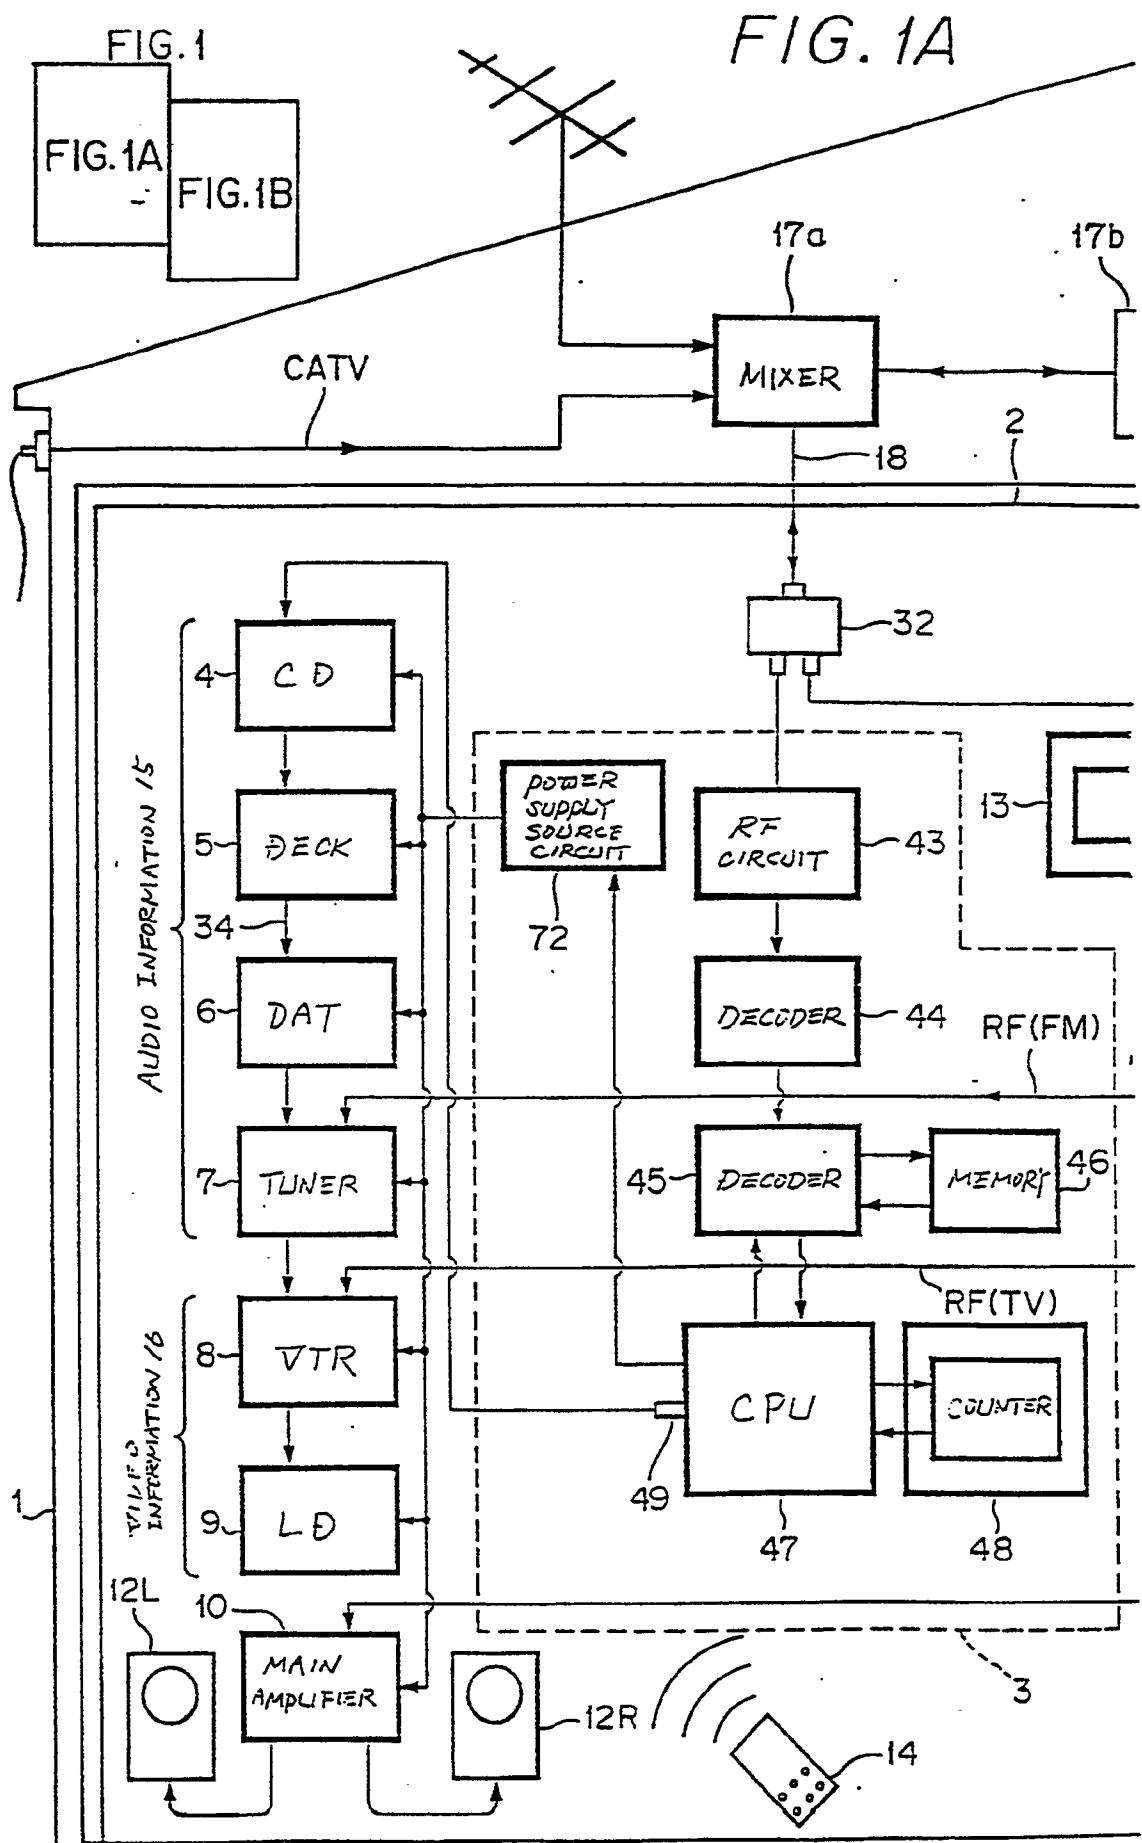 FIG. 1
FIG. 1A
FIG. 1A
FIG. 1B
17a
17b
CATV
MIXER
2
18
32
4
CD
AUDIO INFORMATION 15
POWER
SUPPLY
SOURCE
CIRCUIT
72
RF
CIRCUIT
43
13
5
DECK
34
6
DAT
DECODER
44
RF(FM)
7
TUNER
45
DECODER
MEMORY
46
RF(TV)
8
VTR
INFORMATION 16
CPU
COUNTER
49
47
48
1
9
LD
12L
10
MAIN
AMPLIFIER
12R
3
14